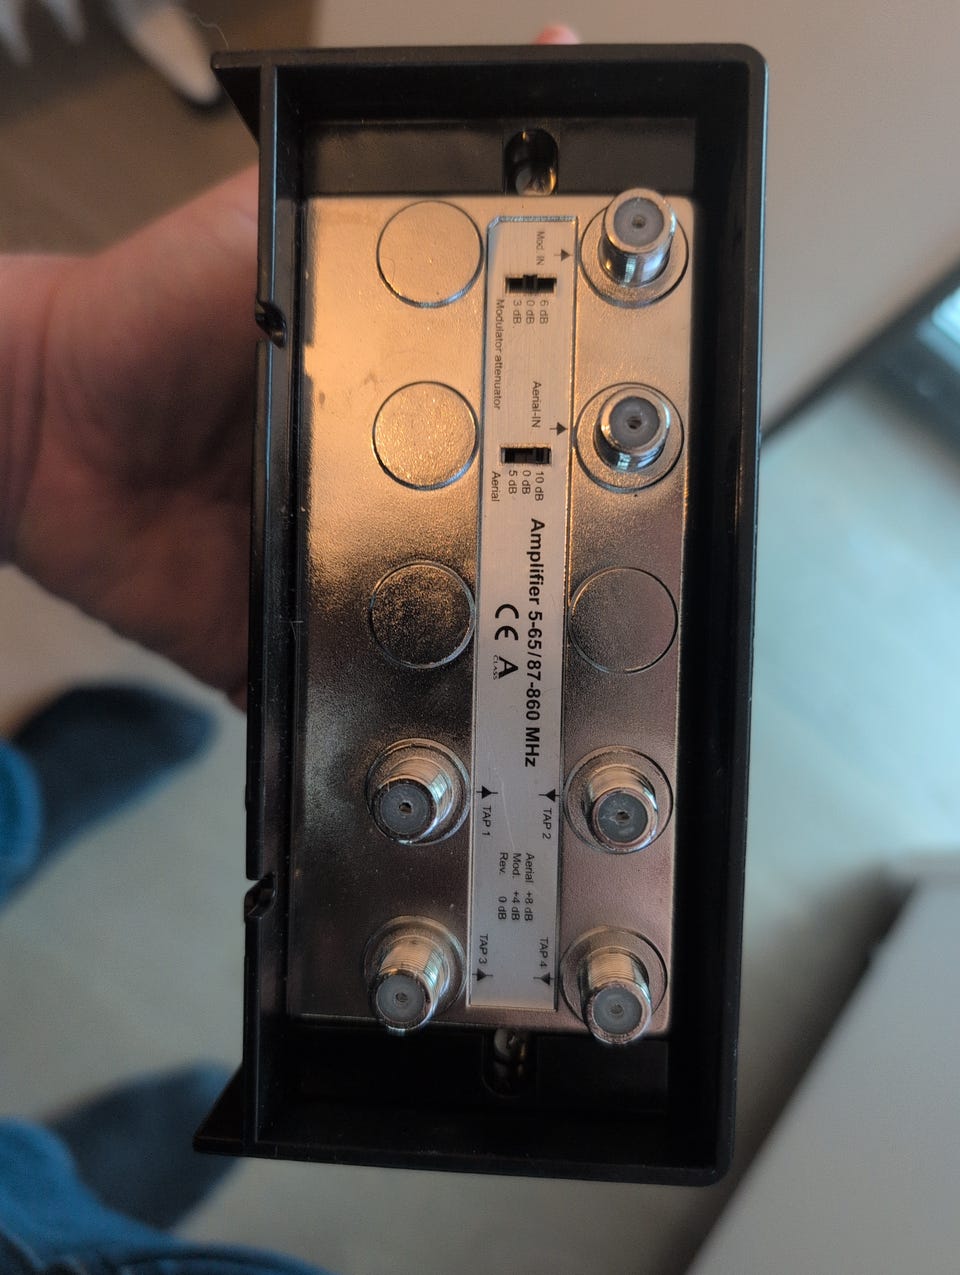 Mod. IN
6 dB
0 dB
3 dB.
Modulator attenuator
Aerial-IN
10 dB
0 dB
5 dB
Aerial
Amplifier 5-65/87-860 MHz
CE A
CLASS
TAP 2
TAP 1
Aerial +8 dB
Mod. +4 dB
Rev. 0 dB
TAP 4
TAP 3